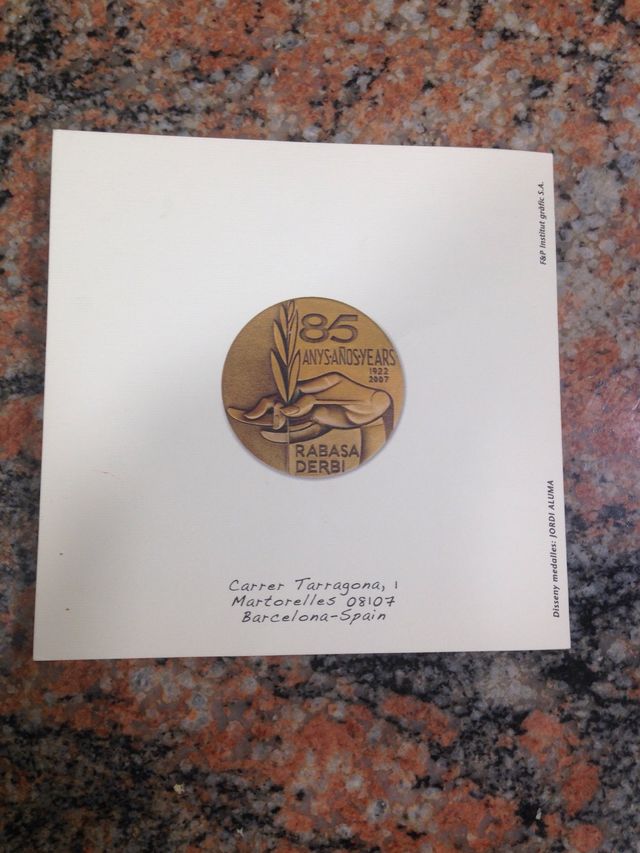 F&P Institut gràfic S.A.
85
ANYS·AÑOS·YEARS
1922
2007
RABASA
DERBI
Disseny medalles: JORDI ALUMA
Carrer Tarragona, 1
Martorelles 08107
Barcelona-Spain